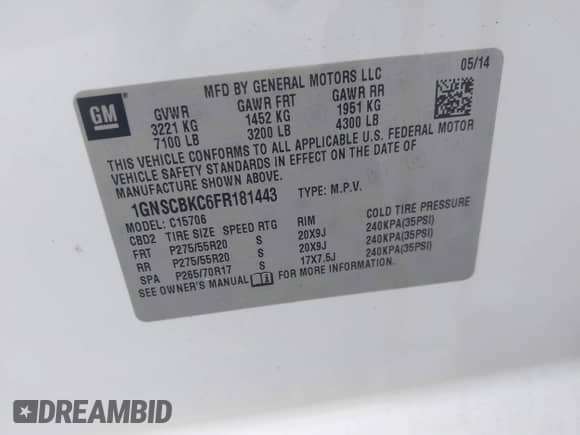 GM
MFD BY GENERAL MOTORS LLC 05/14
GVWR GAWR FRT GAWR RR
3221 KG 1452 KG 1951 KG
7100 LB 3200 LB 4300 LB
THIS VEHICLE CONFORMS TO ALL APPLICABLE U.S. FEDERAL MOTOR
VEHICLE SAFETY STANDARDS IN EFFECT ON THE DATE OF
MANUFACTURE SHOWN ABOVE.
1GNSCBKC6FR181443 TYPE: M.P.V.
MODEL: C15706
CBD2 TIRE SIZE SPEED RTG RIM COLD TIRE PRESSURE
FRT P275/55R20 S 20X9J 240KPA(35PSI)
RR P275/55R20 S 20X9J 240KPA(35PSI)
SPA P265/70R17 S 17X7.5J 240KPA(35PSI)
SEE OWNER'S MANUAL FOR MORE INFORMATION.
DREAMBID